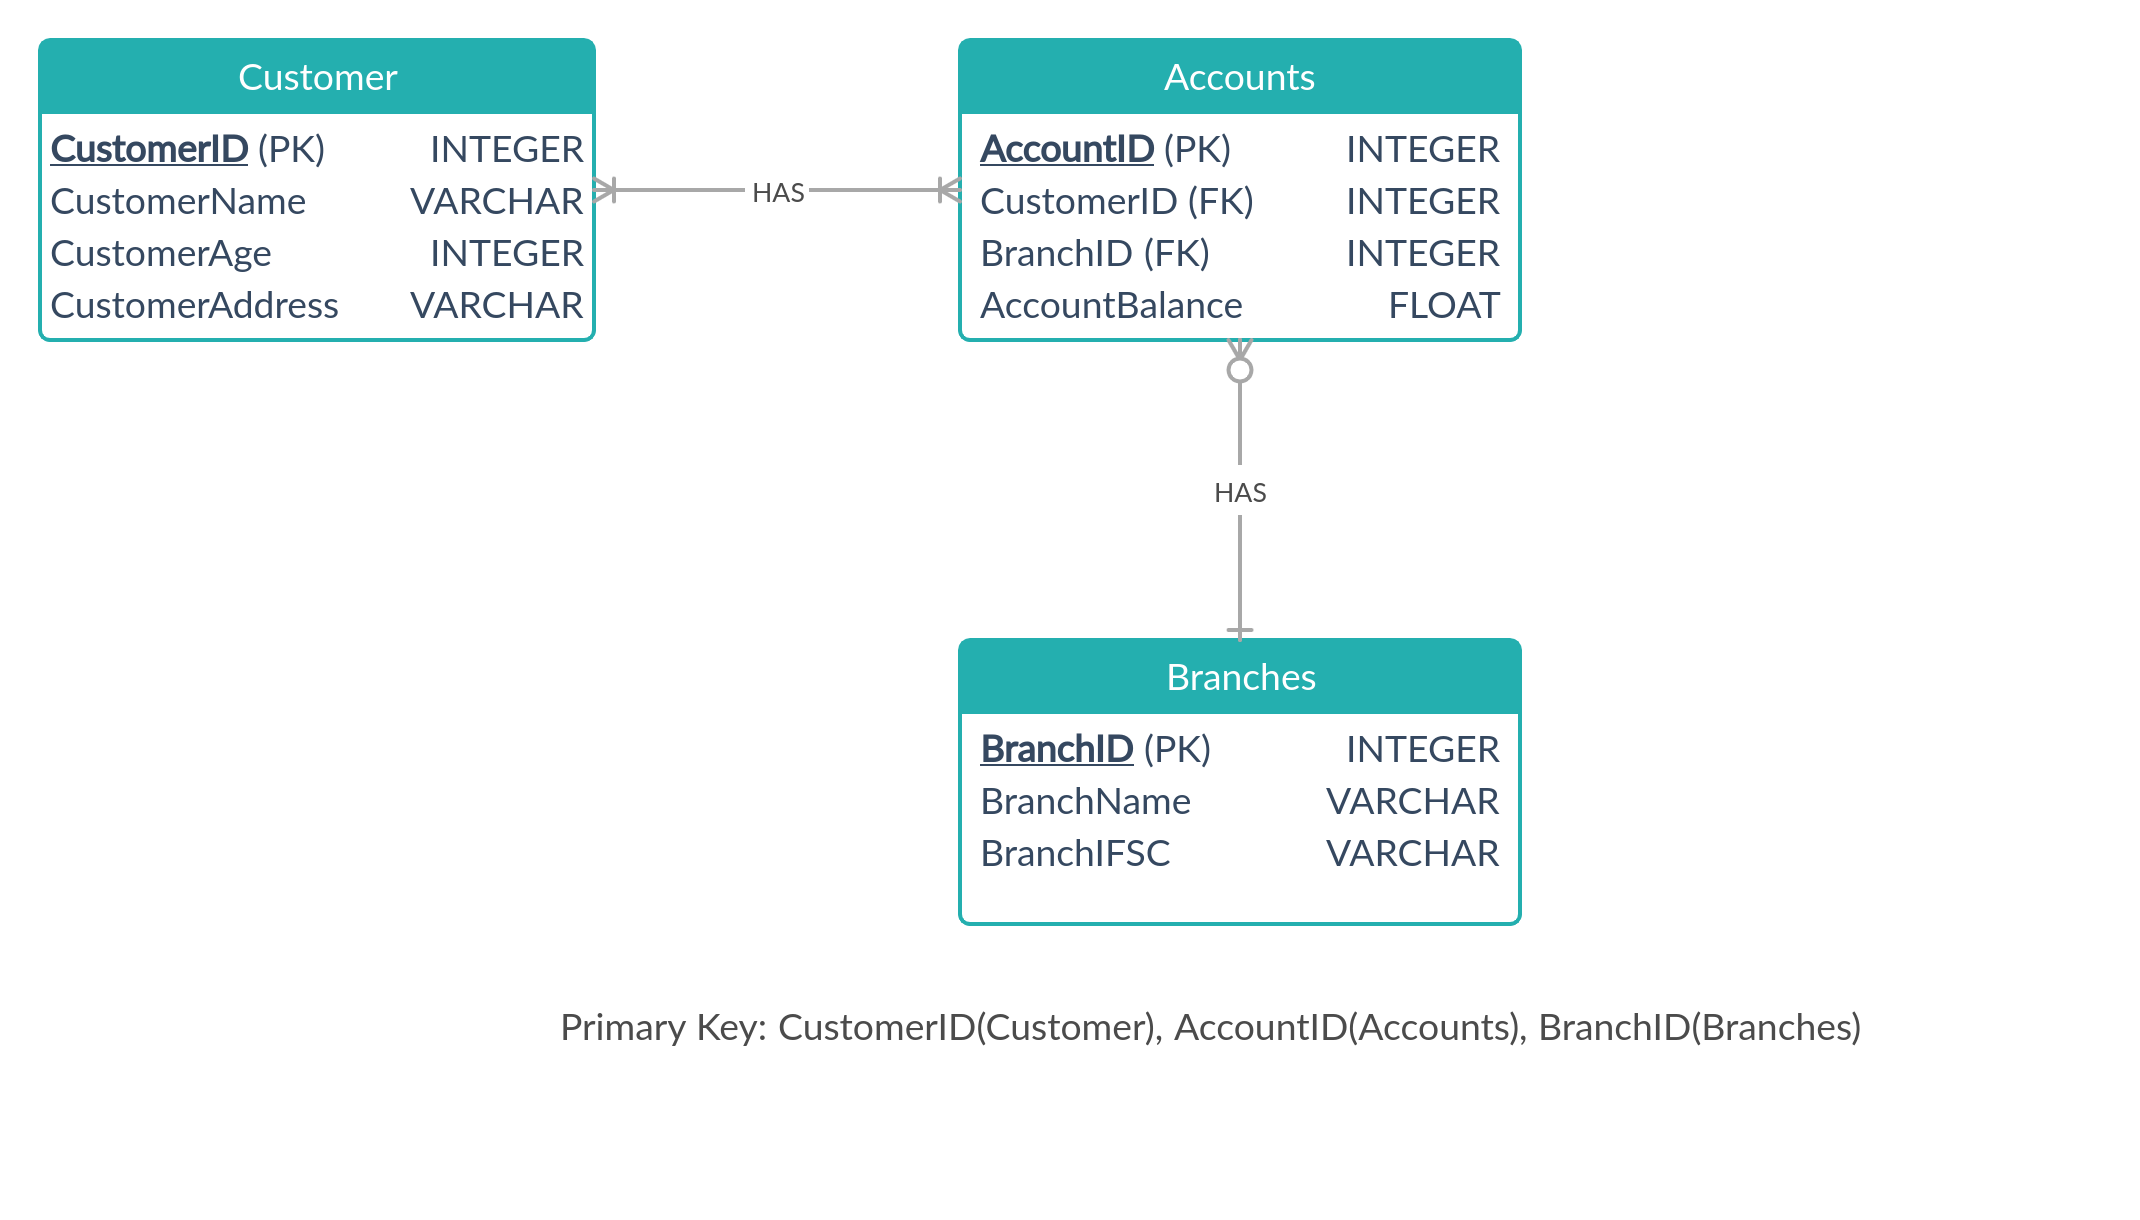 Customer
CustomerID (PK) INTEGER
CustomerName VARCHAR
CustomerAge INTEGER
CustomerAddress VARCHAR
HAS
Accounts
AccountID (PK) INTEGER
CustomerID (FK) INTEGER
BranchID (FK) INTEGER
AccountBalance FLOAT
HAS
Branches
BranchID (PK) INTEGER
BranchName VARCHAR
BranchIFSC VARCHAR
Primary Key: CustomerID(Customer), AccountID(Accounts), BranchID(Branches)